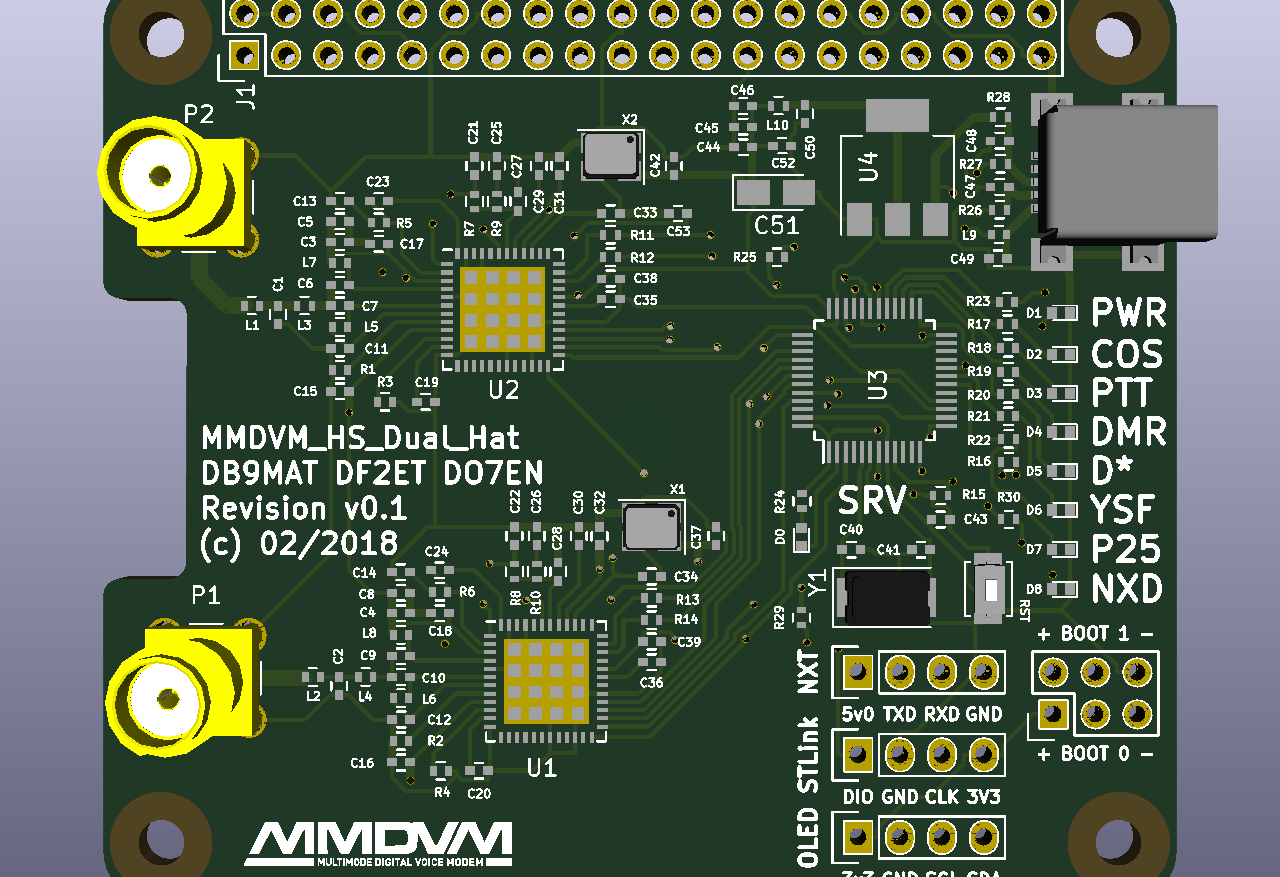 J1
P2
C46
C45
C44
L10
C50
C52
U4
R28
C48
R27
C47
R26
L9
C49
X2
C21
C25
C27
C29
C31
C42
R7
R9
C33
R11
R12
C38
C35
C53
C51
R25
C23
C13
C5
R5
C3
C17
L7
C6
C1
C7
L1
L3
L5
C11
R1
C15
R3
C19
U2
U3
R23
R17
R18
R19
R20
R21
R22
R16
D1 PWR
D2 COS
D3 PTT
D4 DMR
D5 D*
D6 YSF
D7 P25
D8 NXD
MMDVM_HS_Dual_Hat
DB9MAT DF2ET DO7EN
Revision v0.1
(c) 02/2018
SRV
R24
D0
R15
R30
C43
C40
C41
Y1
RST
R29
X1
C22
C26
C28
C30
C32
C37
R8
R10
C34
R13
R14
C39
C36
P1
C24
C14
C8
R6
C4
C18
L8
C9
C2
C10
L2
L4
L6
C12
R2
C16
R4
C20
U1
+ BOOT 1 -
+ BOOT 0 -
NXT
5v0 TXD RXD GND
STLink
DIO GND CLK 3V3
OLED
3v3 GND SCL SDA
MMDVM
MULTIMODE DIGITAL VOICE MODEM